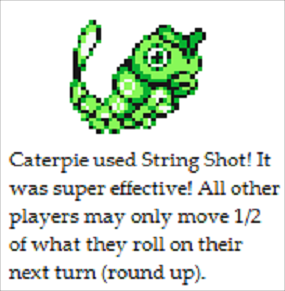 Caterpie used String Shot! It
was super effective! All other
players may only move 1/2
of what they roll on their
next turn (round up).